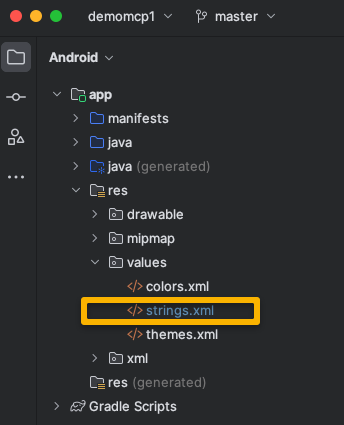 demomcp1 master
Android
app
manifests
java
java (generated)
res
drawable
mipmap
values
</> colors.xml
</> strings.xml
</> themes.xml
xml
res (generated)
Gradle Scripts